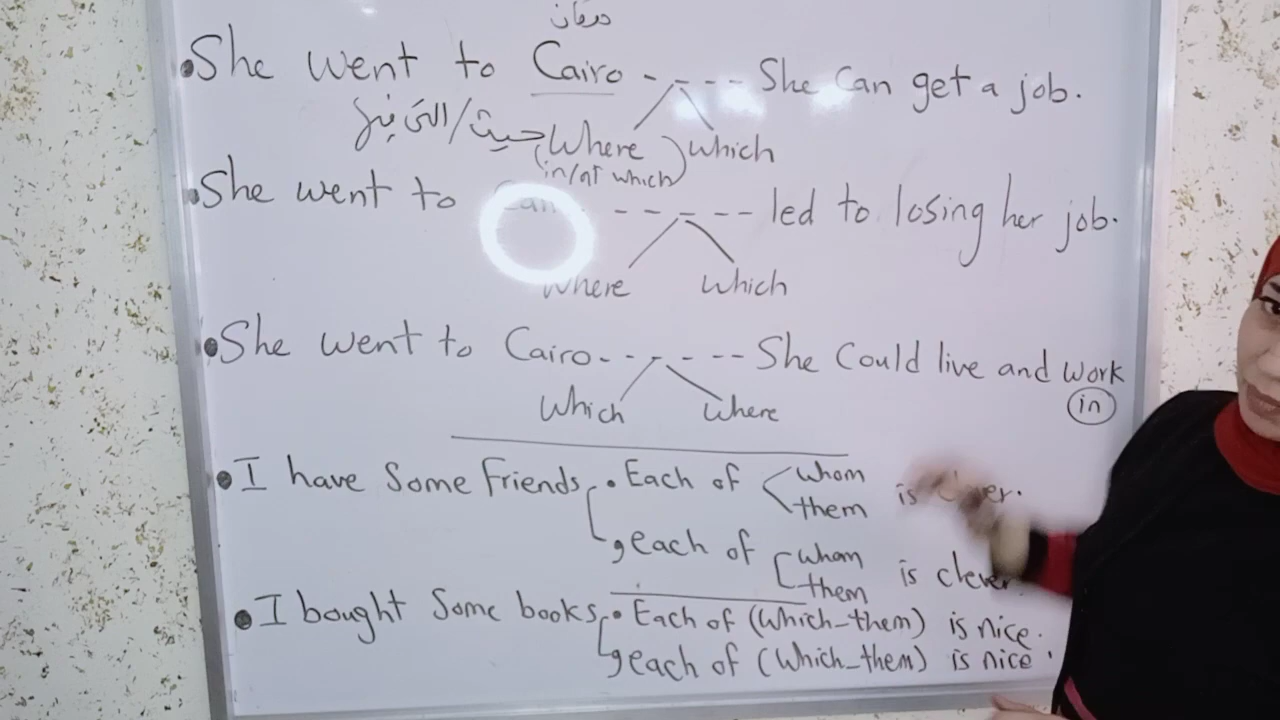 مكان
• She went to Cairo - - - - She Can get a job.
حيث / التى فيها Where which
(in/at which)
• She went to - - - - - led to losing her job.
Where Which
• She went to Cairo - - - - - - She Could live and work
Which Where (in)
• I have Some Friends • Each of whom is clever.
them
, each of whom is clever.
them
• I bought Some books • Each of (Which_them) is nice.
, each of (Which_them) is nice.